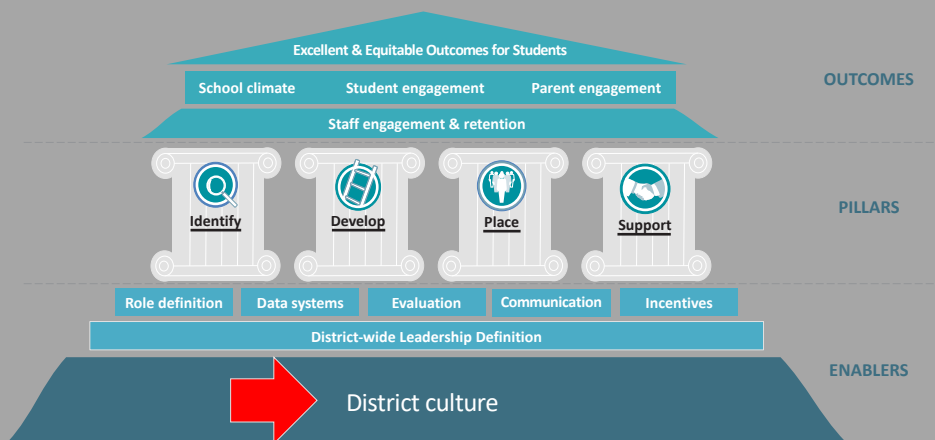 Excellent & Equitable Outcomes for Students
OUTCOMES
School climate Student engagement Parent engagement
Staff engagement & retention
Identify Develop Place Support
PILLARS
Role definition Data systems Evaluation Communication Incentives
District-wide Leadership Definition
ENABLERS
District culture